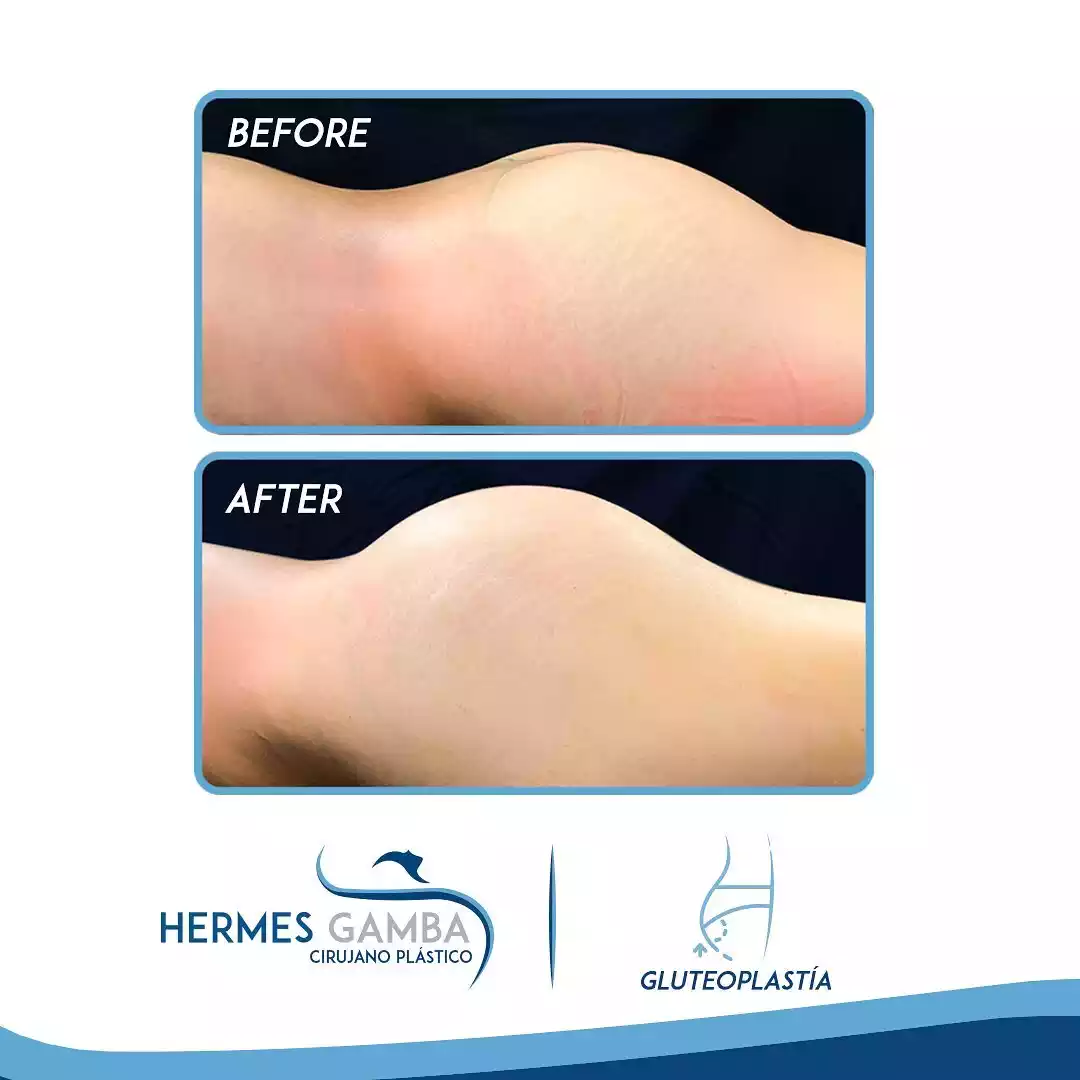 BEFORE
AFTER
HERMES GAMBA
CIRUJANO PLÁSTICO
GLUTEOPLASTÍA